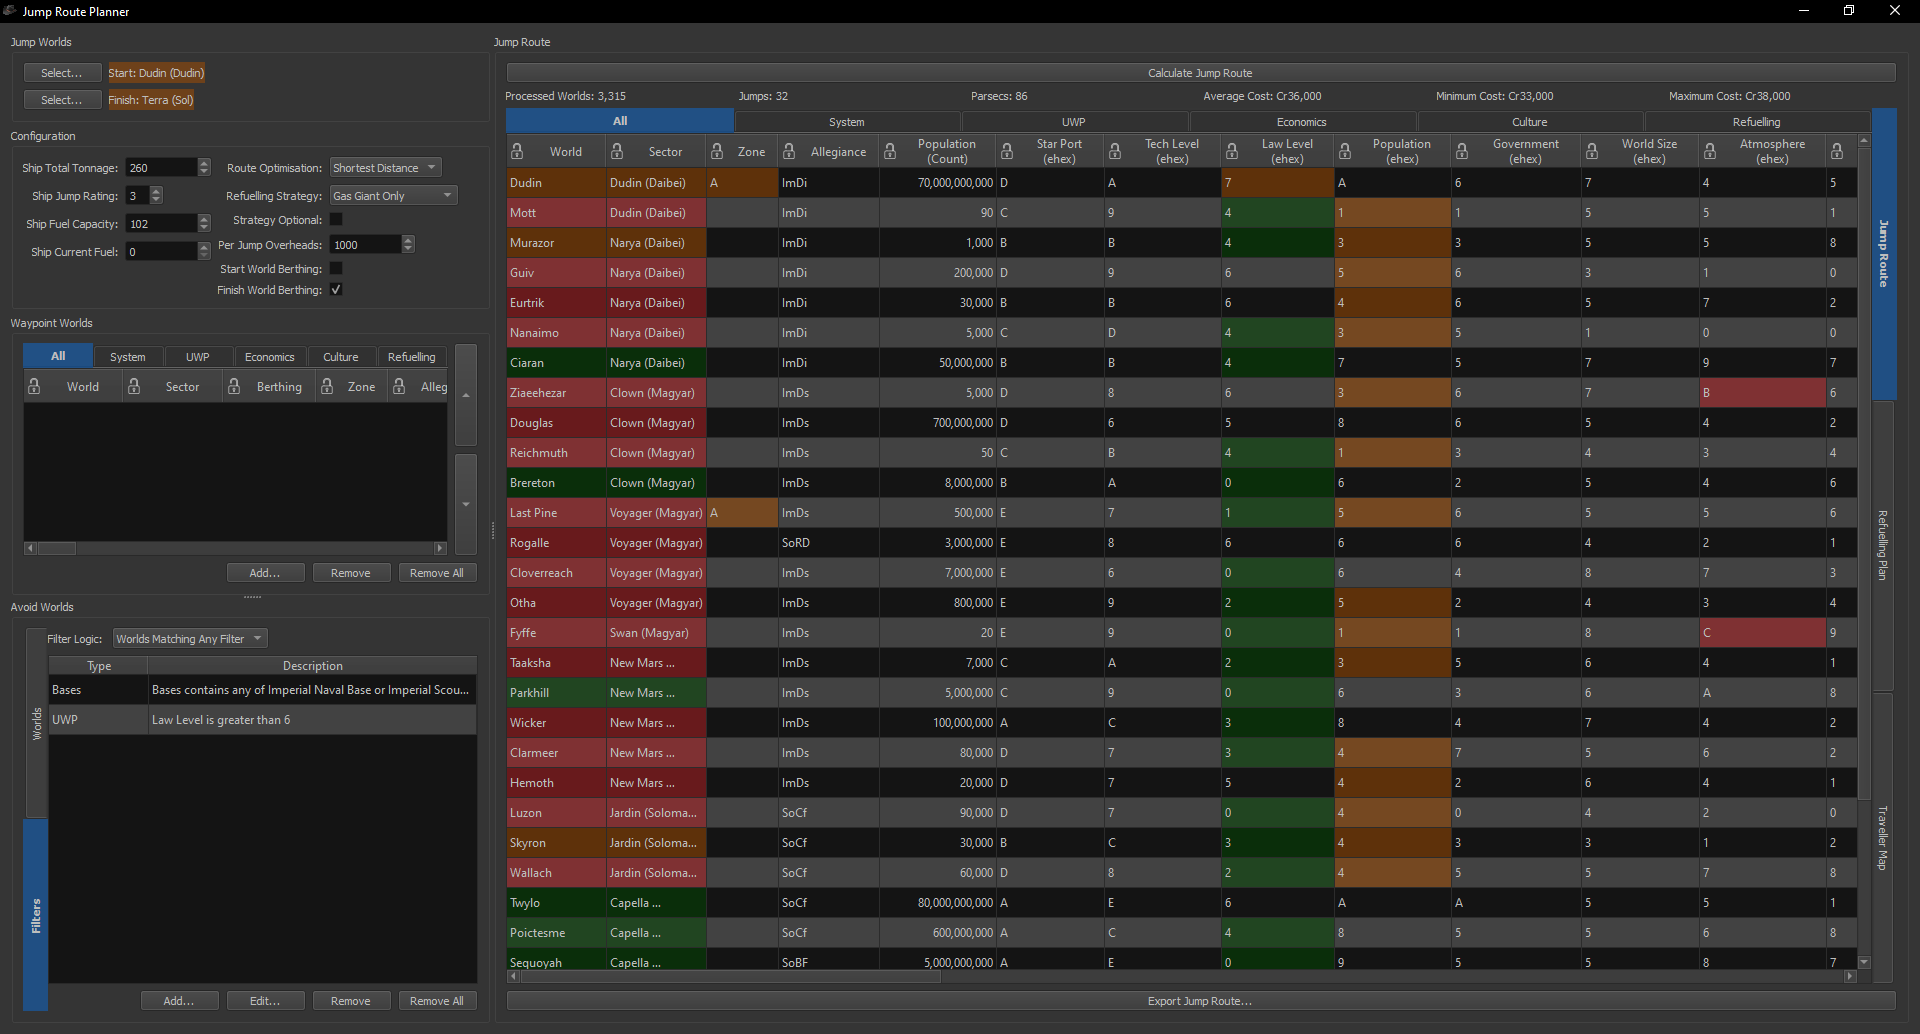 Jump Route Planner
Jump Worlds
Select... Start: Dudin (Dudin)
Select... Finish: Terra (Sol)
Configuration
Ship Total Tonnage: 260 Route Optimisation: Shortest Distance
Ship Jump Rating: 3 Refuelling Strategy: Gas Giant Only
Ship Fuel Capacity: 102 Strategy Optional:
Ship Current Fuel: 0 Per Jump Overheads: 1000
Start World Berthing:
Finish World Berthing:
Waypoint Worlds
All System UWP Economics Culture Refuelling
World Sector Berthing Zone Alleg
Add... Remove Remove All
Avoid Worlds
Worlds
Filters
Filter Logic: Worlds Matching Any Filter
Type Description
Bases Bases contains any of Imperial Naval Base or Imperial Scou...
UWP Law Level is greater than 6
Add... Edit... Remove Remove All
Jump Route
Calculate Jump Route
Processed Worlds: 3,315 Jumps: 32 Parsecs: 86 Average Cost: Cr36,000 Minimum Cost: Cr33,000 Maximum Cost: Cr38,000
All System UWP Economics Culture Refuelling
World Sector Zone Allegiance Population (Count) Star Port (ehex) Tech Level (ehex) Law Level (ehex) Population (ehex) Government (ehex) World Size (ehex) Atmosphere (ehex)
Dudin Dudin (Daibei) A ImDi 70,000,000,000 D A 7 A 6 7 4 5
Mott Dudin (Daibei) ImDi 90 C 9 4 1 1 5 5 1
Murazor Narya (Daibei) ImDi 1,000 B B 4 3 3 5 5 8
Guiv Narya (Daibei) ImDi 200,000 D 9 6 5 6 3 1 0
Eurtrik Narya (Daibei) ImDi 30,000 B B 6 4 6 5 7 2
Nanaimo Narya (Daibei) ImDi 5,000 C D 4 3 5 1 0 0
Ciaran Narya (Daibei) ImDi 50,000,000 B B 4 7 5 7 9 7
Ziaeehezar Clown (Magyar) ImDs 5,000 D 8 6 3 6 7 B 6
Douglas Clown (Magyar) ImDs 700,000,000 D 6 5 8 6 5 4 2
Reichmuth Clown (Magyar) ImDs 50 C B 4 1 3 4 3 4
Brereton Clown (Magyar) ImDs 8,000,000 B A 0 6 2 5 4 6
Last Pine Voyager (Magyar) A ImDs 500,000 E 7 1 5 6 5 5 6
Rogalle Voyager (Magyar) SoRD 3,000,000 E 8 6 6 6 4 2 1
Cloverreach Voyager (Magyar) ImDs 7,000,000 E 6 0 6 4 8 7 3
Otha Voyager (Magyar) ImDs 800,000 E 9 2 5 2 4 3 4
Fyffe Swan (Magyar) ImDs 20 E 9 0 1 1 8 C 9
Taaksha New Mars ... ImDs 7,000 C A 2 3 5 6 4 1
Parkhill New Mars ... ImDs 5,000,000 C 9 0 6 3 6 A 8
Wicker New Mars ... ImDs 100,000,000 A C 3 8 4 7 4 2
Clarmeer New Mars ... ImDs 80,000 D 7 3 4 7 5 6 2
Hemoth New Mars ... ImDs 20,000 D 7 5 4 2 6 4 1
Luzon Jardin (Soloma... SoCf 90,000 D 7 0 4 0 4 2 0
Skyron Jardin (Soloma... SoCf 30,000 B C 3 4 3 3 1 2
Wallach Jardin (Soloma... SoCf 60,000 D 8 2 4 5 5 7 8
Twylo Capella ... SoCf 80,000,000,000 A E 6 A A 5 5 1
Poictesme Capella ... SoCf 600,000,000 A C 4 8 5 5 6 8
Sequoyah Capella ... SoBF 5,000,000,000 A E 0 9 5 5 8 7
Export Jump Route...
Jump Route
Refuelling Plan
Traveller Map